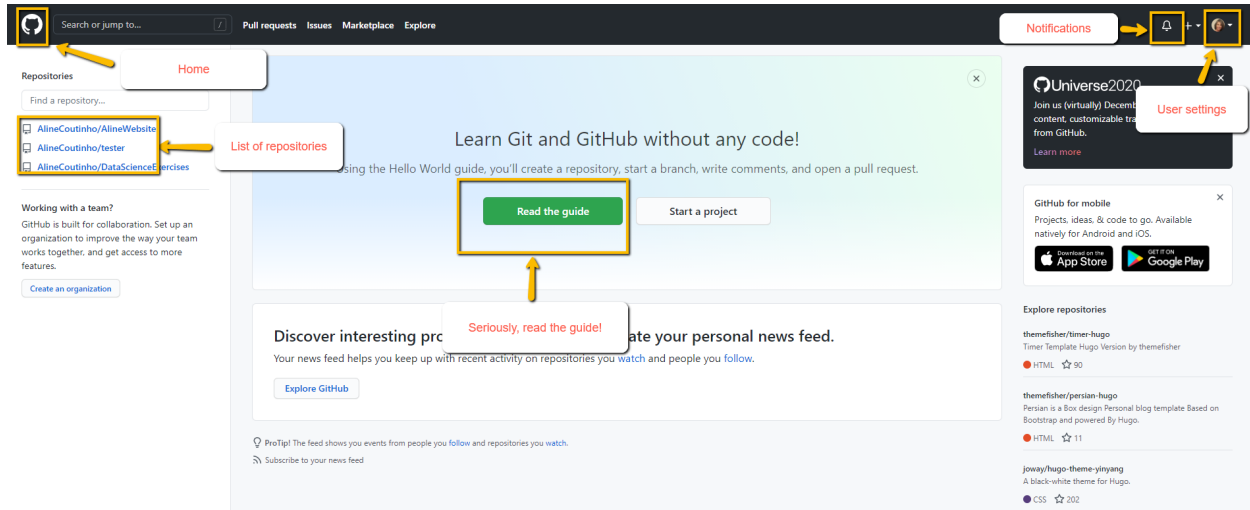 Search or jump to...
/
Pull requests Issues Marketplace Explore
Notifications
Home
Repositories
Find a repository...
AlineCoutinho/AlineWebsite
AlineCoutinho/tester
AlineCoutinho/DataScienceExercises
List of repositories
Working with a team?
GitHub is built for collaboration. Set up an
organization to improve the way your team
works together, and get access to more
features.
Create an organization
Learn Git and GitHub without any code!
Using the Hello World guide, you'll create a repository, start a branch, write comments, and open a pull request.
Read the guide
Start a project
Seriously, read the guide!
Discover interesting
your personal news feed.
Your news feed helps you keep up with recent activity on repositories you watch and people you follow.
Explore GitHub
ProTip! The feed shows you events from people you follow and repositories you watch.
Subscribe to your news feed
Universe2020
User settings
Join us (virtually)
content, customizable
from GitHub.
Learn more
GitHub for mobile
Projects, ideas, & code to go. Available
natively for Android and iOS.
Download on the
App Store
GET IT ON
Google Play
Explore repositories
themefisher/timer-hugo
Timer Template Hugo Version by themefisher
HTML 90
themefisher/persian-hugo
Persian is a Box design Personal blog template Based on
Bootstrap and powered By Hugo.
HTML 11
joway/hugo-theme-yinyang
A black-white theme for Hugo.
CSS 202